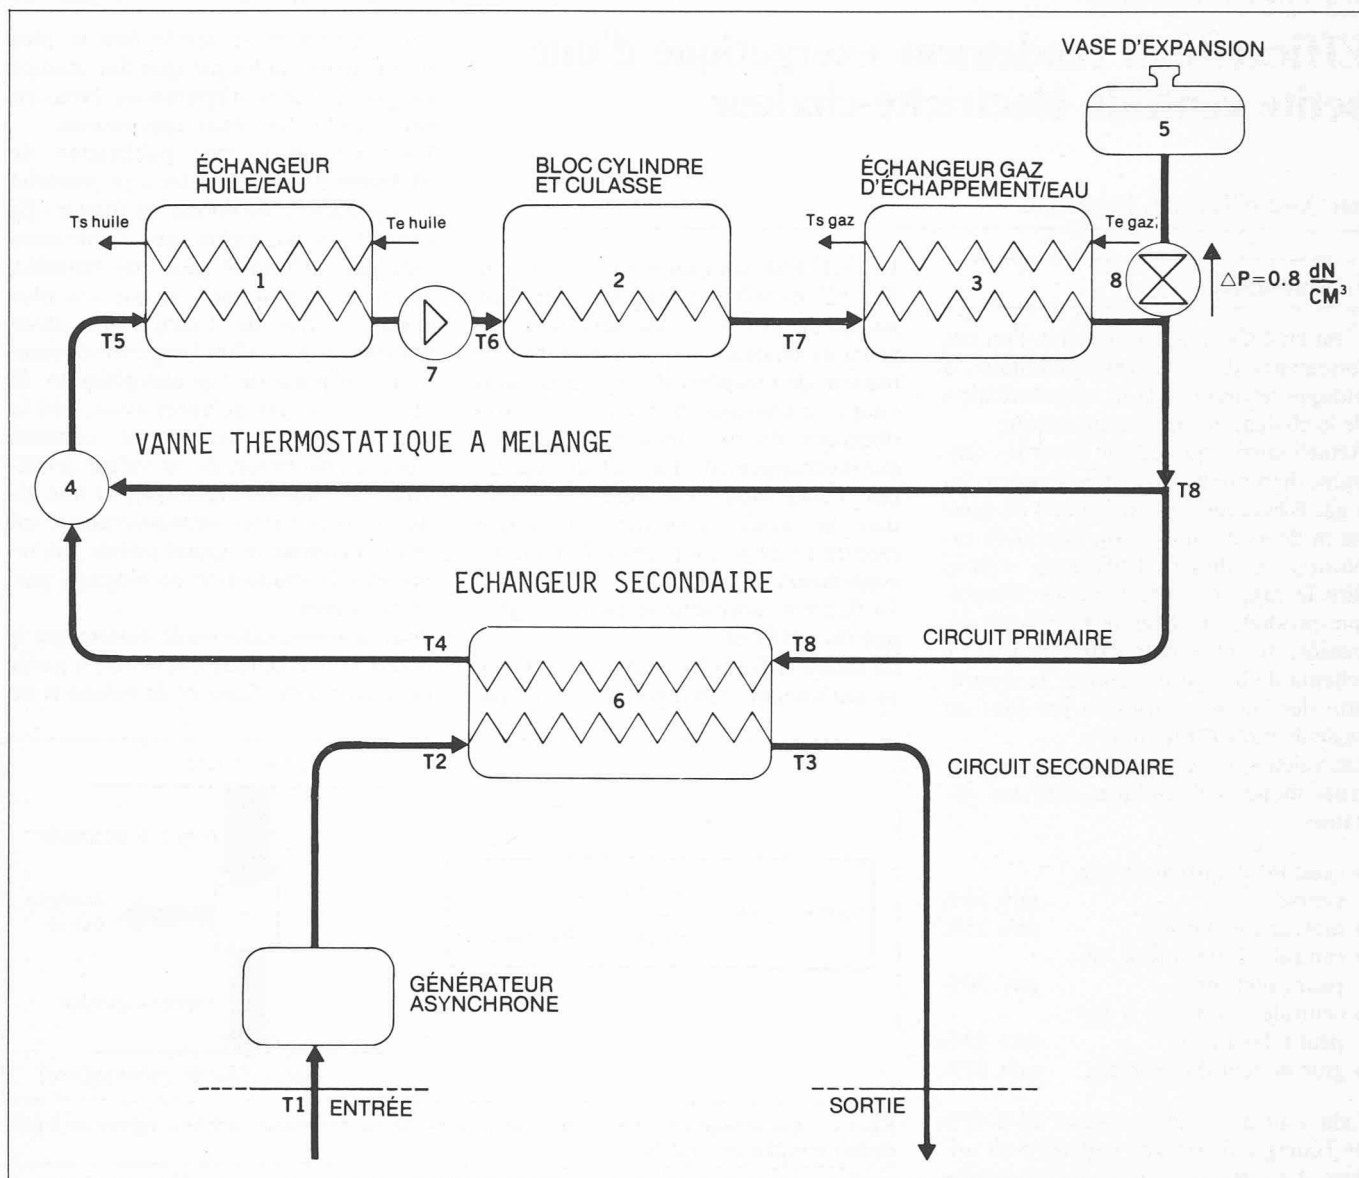 VASE D'EXPANSION
5
ÉCHANGEUR
HUILE/EAU
BLOC CYLINDRE
ET CULASSE
ÉCHANGEUR GAZ
D'ÉCHAPPEMENT/EAU
Ts huile
Te huile
Ts gaz
Te gaz
1
2
3
8
△P=0.8 dN/CM³
T5
T6
T7
7
VANNE THERMOSTATIQUE A MELANGE
4
T8
ECHANGEUR SECONDAIRE
T4
T8
CIRCUIT PRIMAIRE
6
T2
T3
CIRCUIT SECONDAIRE
GÉNÉRATEUR
ASYNCHRONE
T1
ENTRÉE
SORTIE